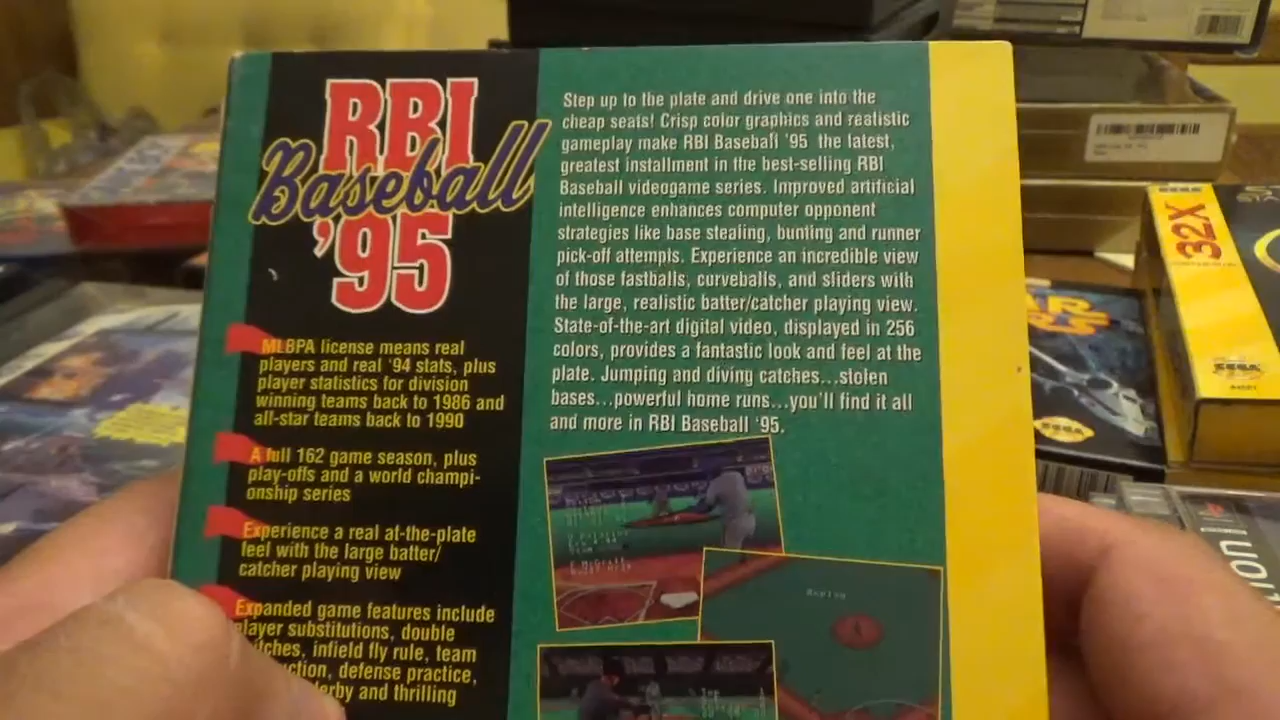 RBI
Baseball
'95
MLBPA license means real
players and real '94 stats, plus
player statistics for division
winning teams back to 1986 and
all-star teams back to 1990
A full 162 game season, plus
play-offs and a world champi-
onship series
Experience a real at-the-plate
feel with the large batter/
catcher playing view
Expanded game features include
player substitutions, double
infield fly rule, team
defense practice,
and thrilling
Step up to the plate and drive one into the
cheap seats! Crisp color graphics and realistic
gameplay make RBI Baseball '95 the latest,
greatest installment in the best-selling RBI
Baseball videogame series. Improved artificial
intelligence enhances computer opponent
strategies like base stealing, bunting and runner
pick-off attempts. Experience an incredible view
of those fastballs, curveballs, and sliders with
the large, realistic batter/catcher playing view.
State-of-the-art digital video, displayed in 256
colors, provides a fantastic look and feel at the
plate. Jumping and diving catches...stolen
bases...powerful home runs...you'll find it all
and more in RBI Baseball '95.
Replay
SEGA
32X
SEGA
SEGA